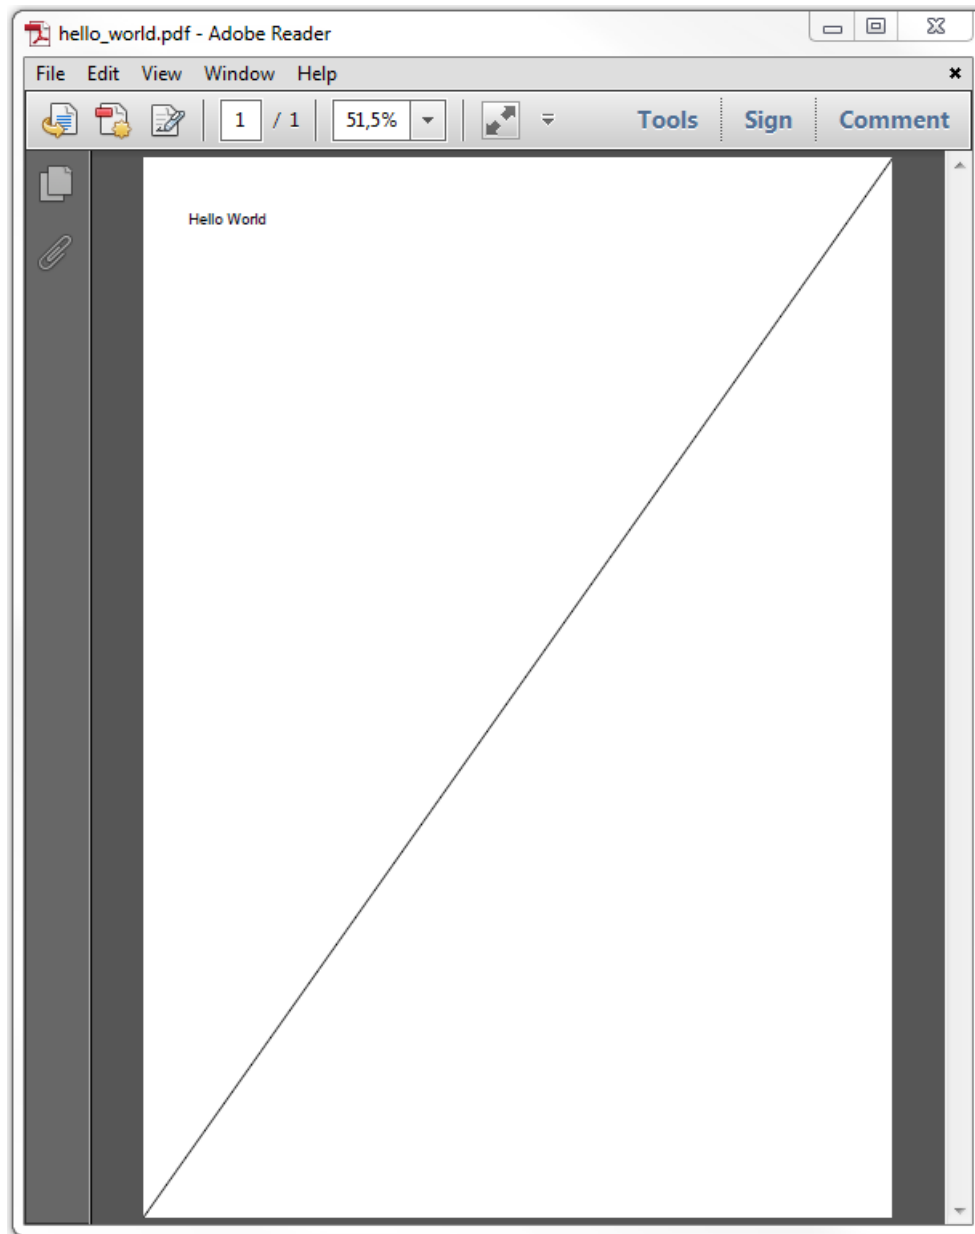 hello_world.pdf - Adobe Reader
File Edit View Window Help
1 / 1 51,5% Tools Sign Comment
Hello World